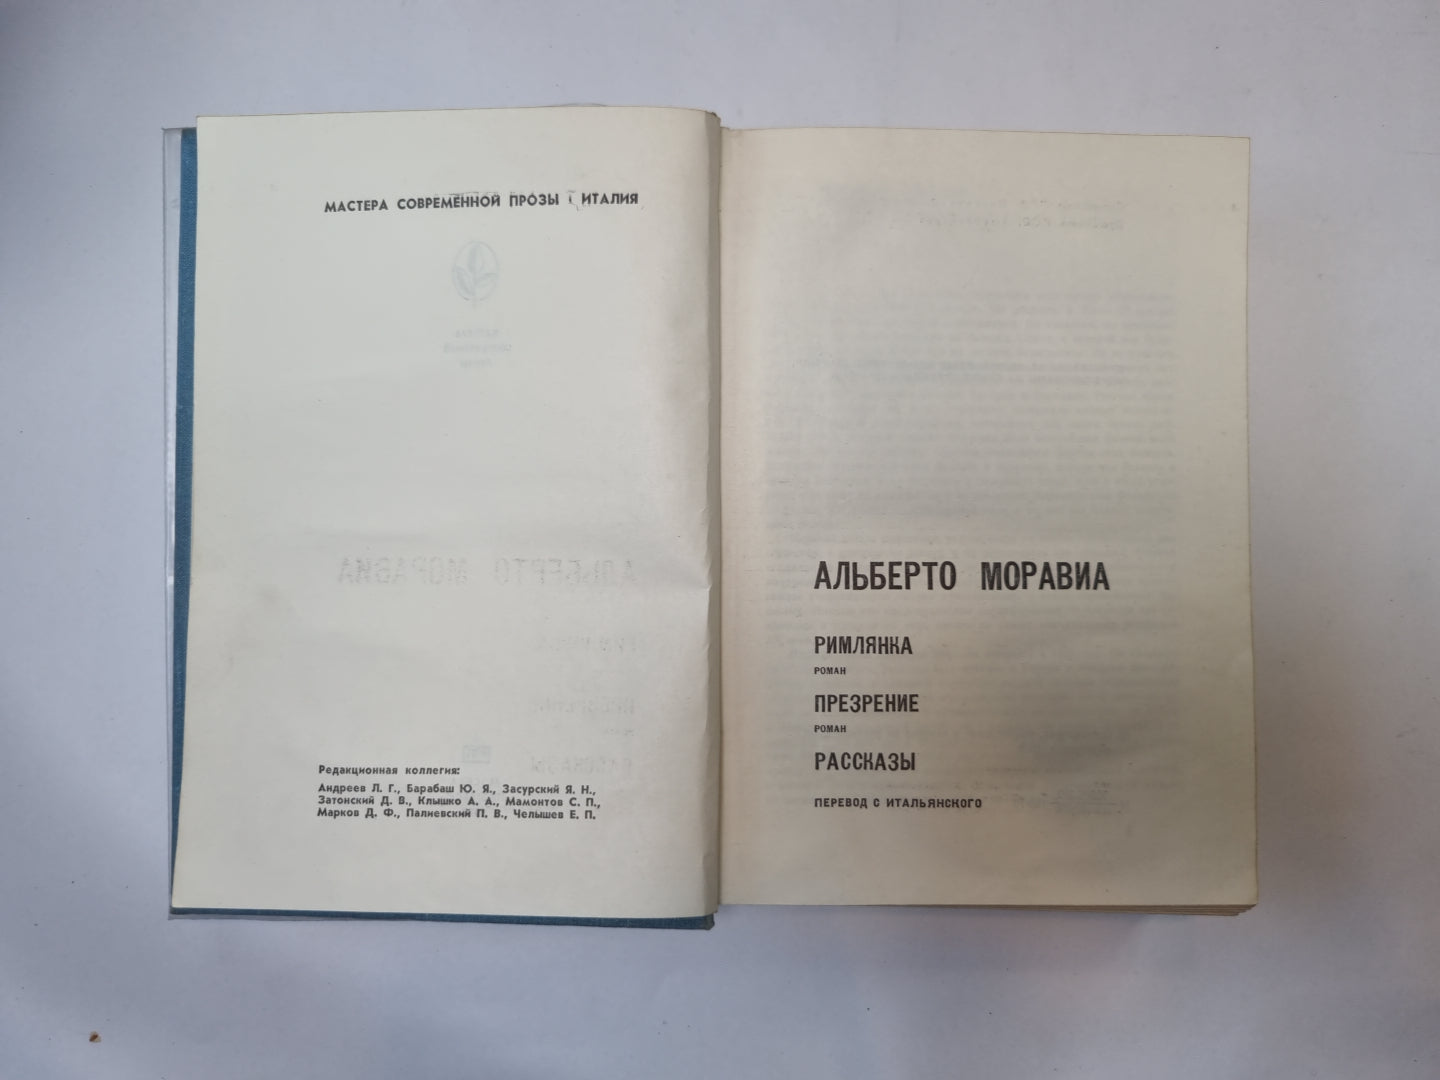 МАСТЕРА СОВРЕМЕННОЙ ПРОЗЫ ИТАЛИЯ
Редакционная коллегия:
Андреев Л. Г., Барабаш Ю. Я., Засурский Я. Н.,
Затонский Д. В., Клышко А. А., Мамонтов С. П.,
Марков Д. Ф., Палиевский П. В., Челышев Е. П.
АЛЬБЕРТО МОРАВИА
РИМЛЯНКА
РОМАН
ПРЕЗРЕНИЕ
РОМАН
РАССКАЗЫ
ПЕРЕВОД С ИТАЛЬЯНСКОГО